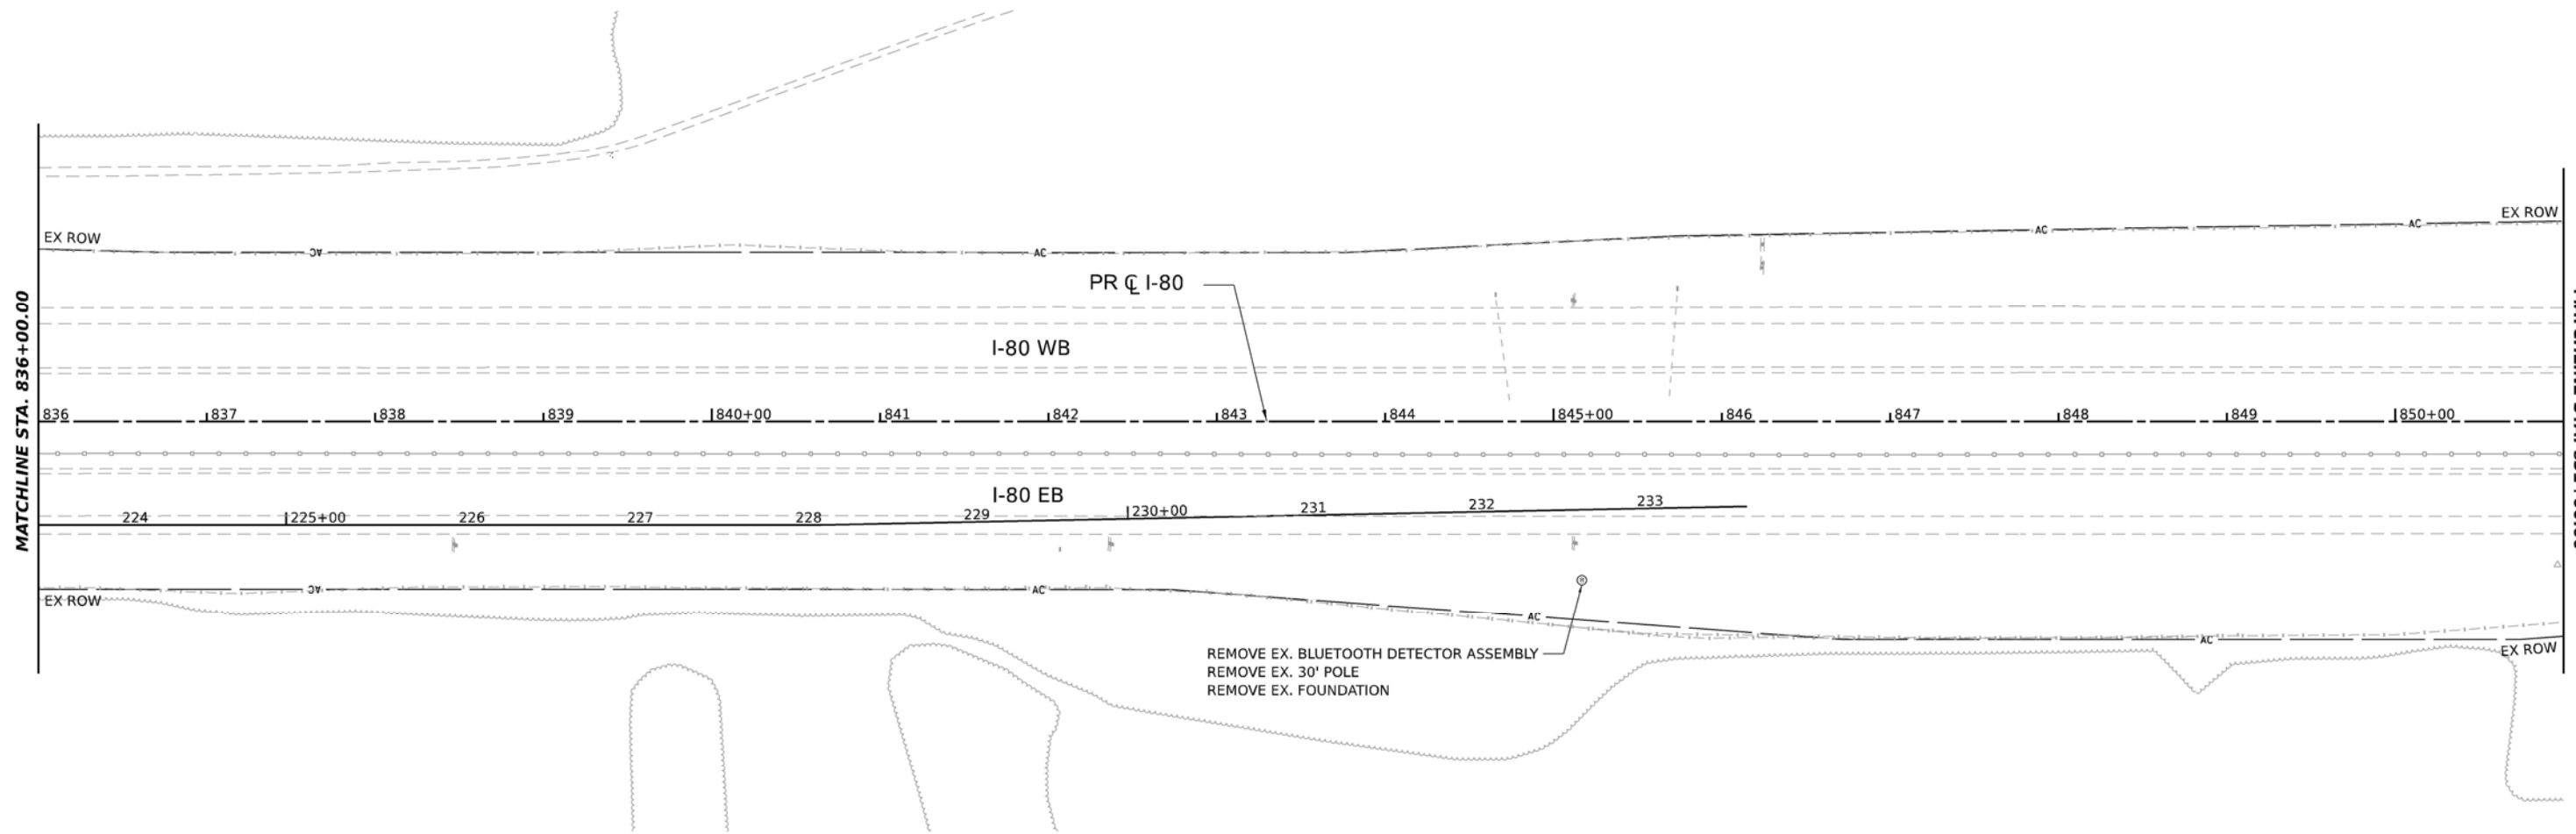 EX ROW
AC
AC
AC
AC
EX ROW
PR ℄ I-80
I-80 WB
MATCHLINE STA. 836+00.00
836 837 838 839 840+00 841 842 843 844 845+00 846 847 848 849 850+00
I-80 EB
224 225+00 226 227 228 229 230+00 231 232 233
EX ROW
AC
AC
AC
AC
EX ROW
REMOVE EX. BLUETOOTH DETECTOR ASSEMBLY
REMOVE EX. 30' POLE
REMOVE EX. FOUNDATION